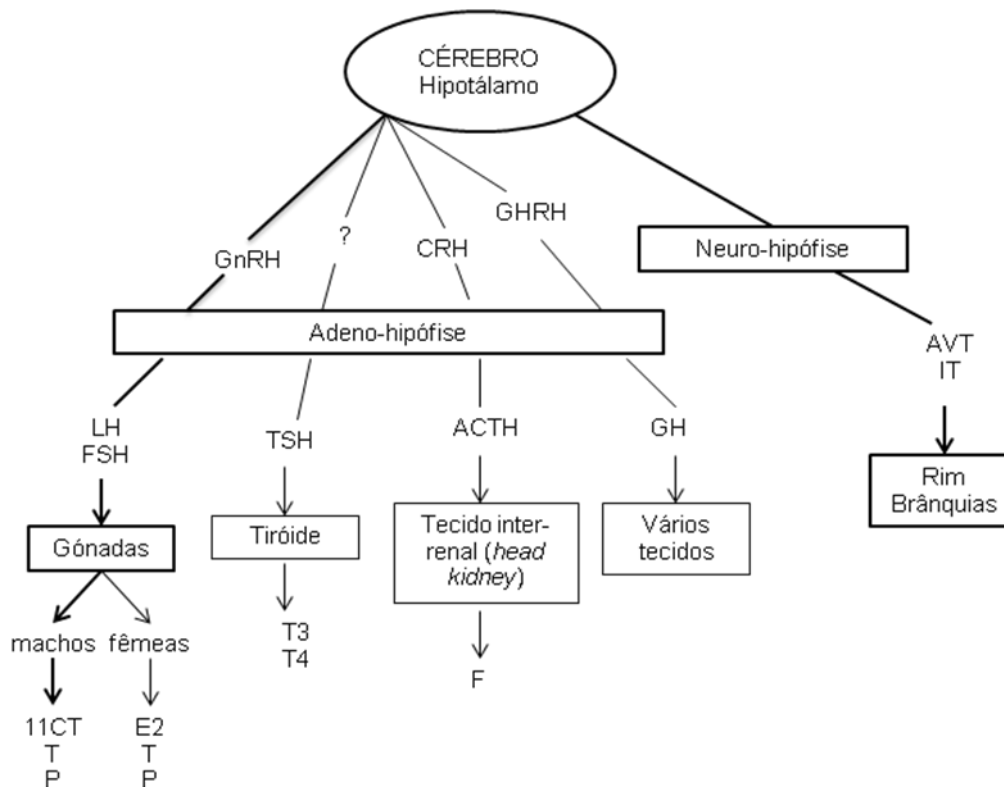 CÉREBRO
Hipotálamo
GnRH
?
CRH
GHRH
Neuro-hipófise
Adeno-hipófise
AVT
IT
LH
FSH
TSH
ACTH
GH
Rim
Brânquias
Gónadas
Tiróide
Tecido inter-
renal (head
kidney)
Vários
tecidos
machos
fêmeas
T3
T4
F
11CT
T
P
E2
T
P